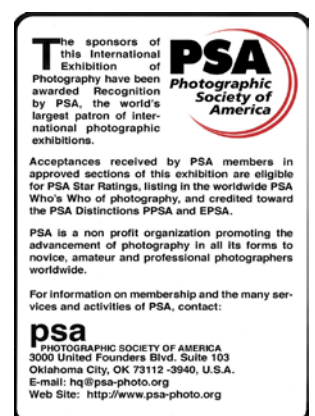 The sponsors of
this International
Exhibition of
Photography have been
awarded Recognition
by PSA, the world's
largest patron of inter-
national photographic
exhibitions.
PSA
Photographic
Society of
America
Acceptances received by PSA members in
approved sections of this exhibition are eligible
for PSA Star Ratings, listing in the worldwide PSA
Who's Who of photography, and credited toward
the PSA Distinctions PPSA and EPSA.
PSA is a non profit organization promoting the
advancement of photography in all its forms to
novice, amateur and professional photographers
worldwide.
For information on membership and the many ser-
vices and activities of PSA, contact:
psa
PHOTOGRAPHIC SOCIETY OF AMERICA
3000 United Founders Blvd. Suite 103
Oklahoma City, OK 73112 -3940, U.S.A.
E-mail: hq@psa-photo.org
Web Site: http://www.psa-photo.org